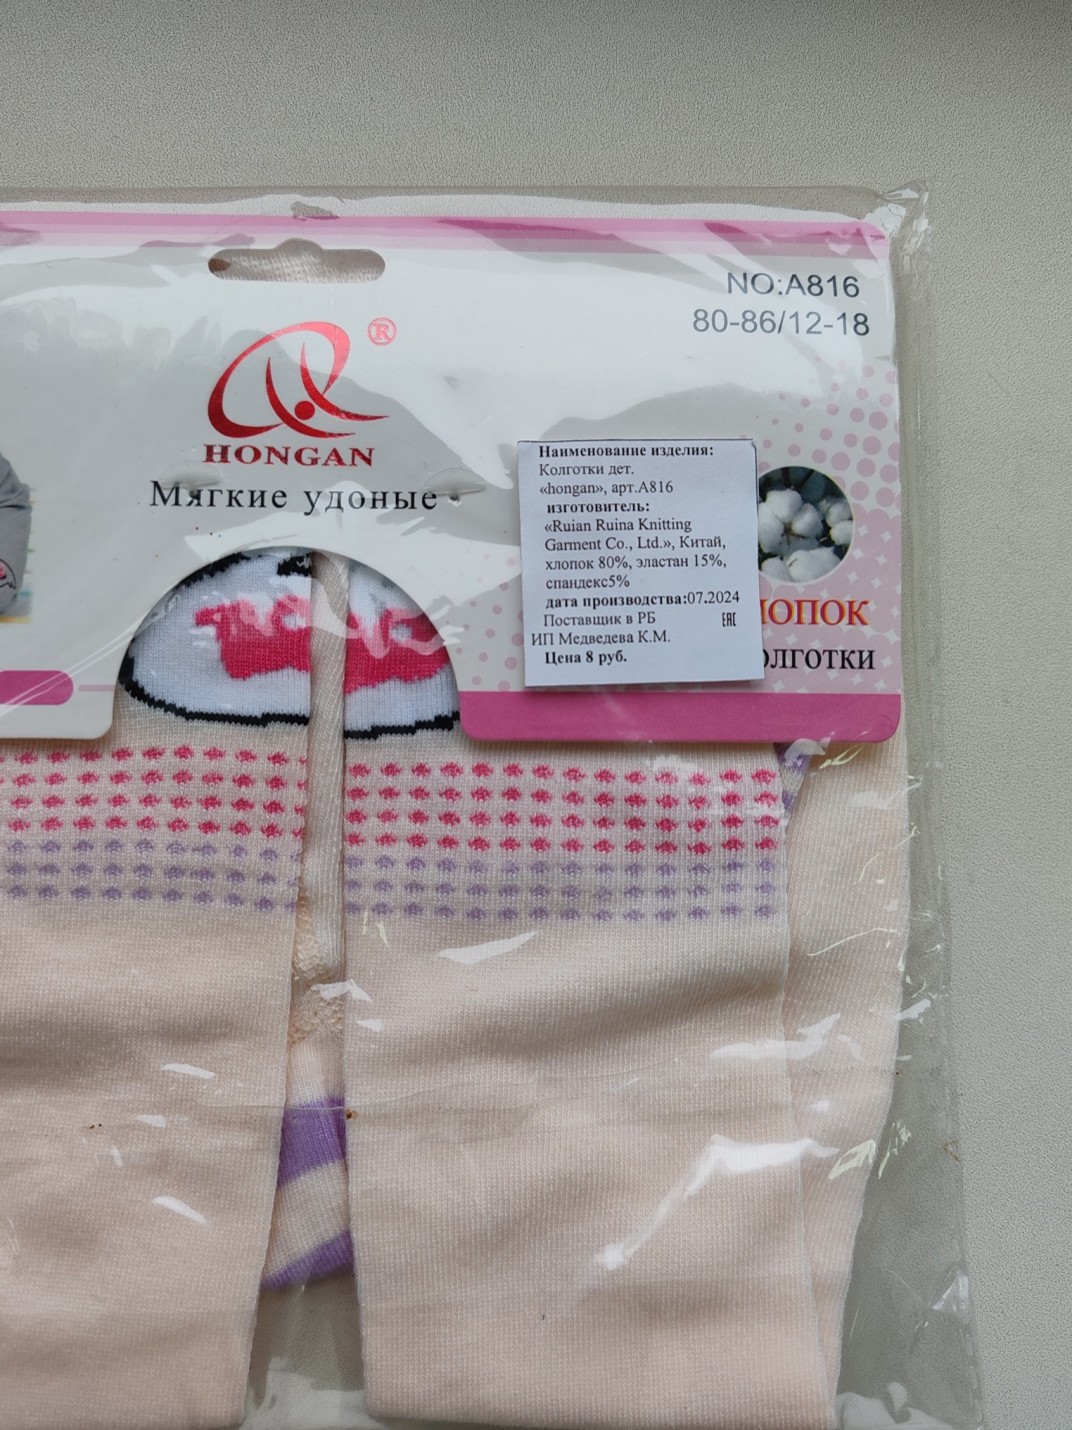 NO:A816
80-86/12-18
®
HONGAN
Мягкие удоные
Наименование изделия:
Колготки дет.
«hongan», арт.А816
изготовитель:
«Ruian Ruina Knitting
Garment Co., Ltd.», Китай,
хлопок 80%, эластан 15%,
спандекс5%
дата производства:07.2024
Поставщик в РБ EAC
ИП Медведева К.М.
Цена 8 руб.
ЛОПОК
ОЛГОТКИ